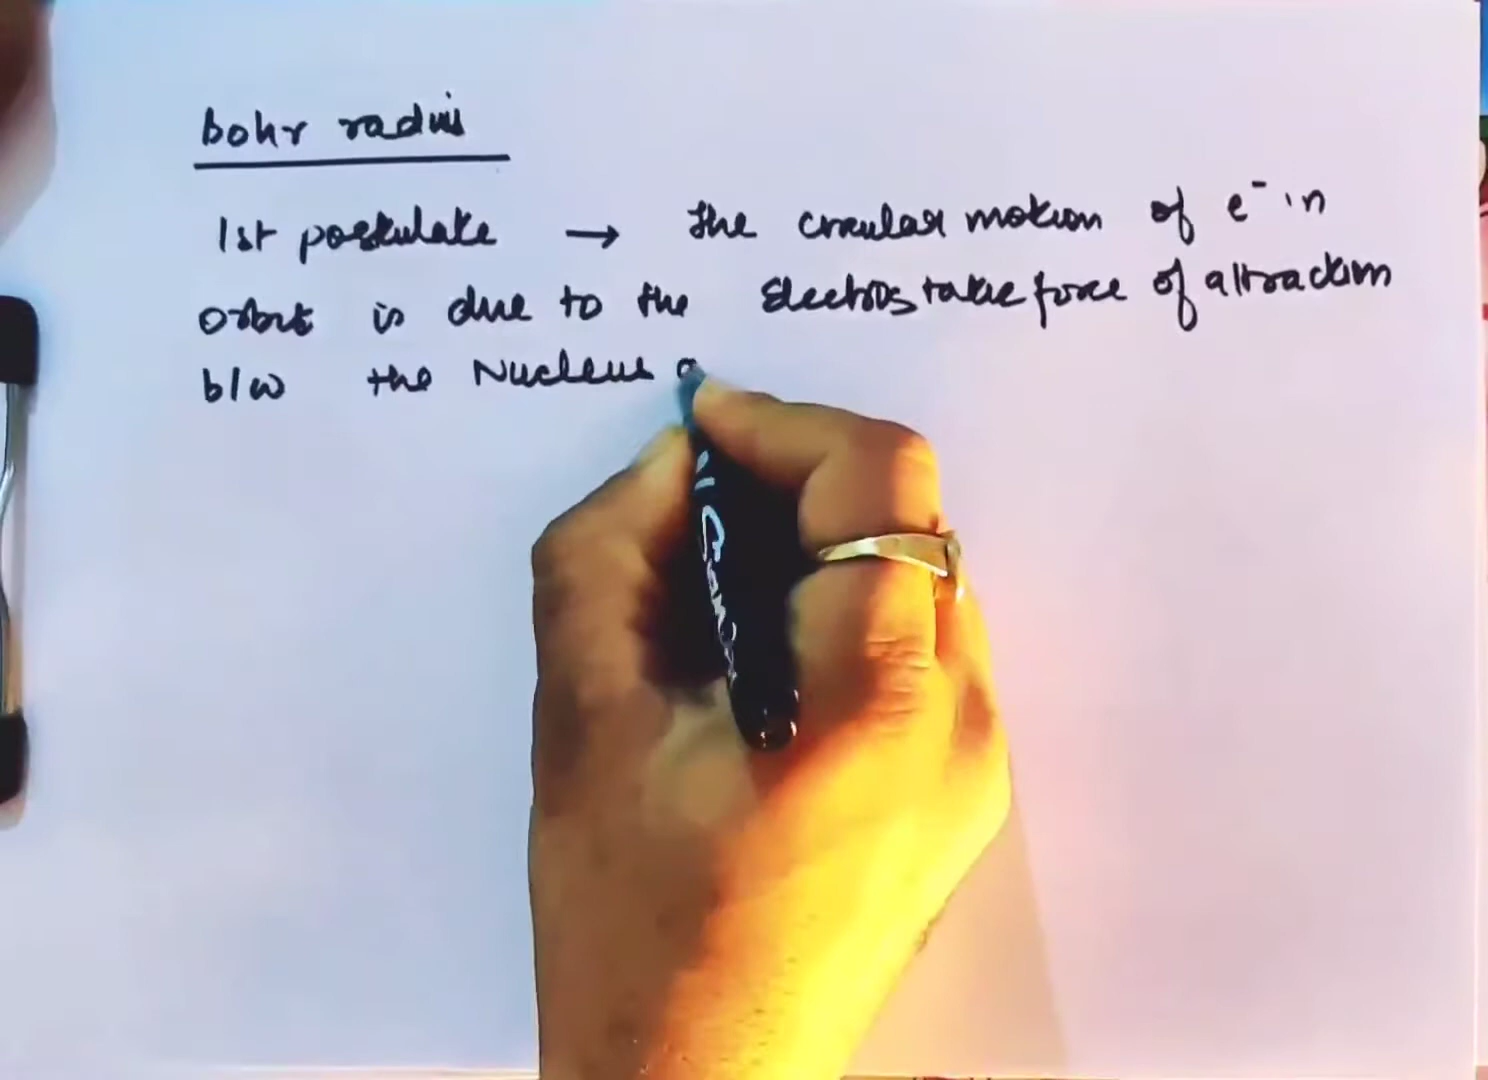 bohr radius
1st postulate → the circular motion of e⁻ in
orbit is due to the Electrostatic force of attraction
b/w the Nucleus